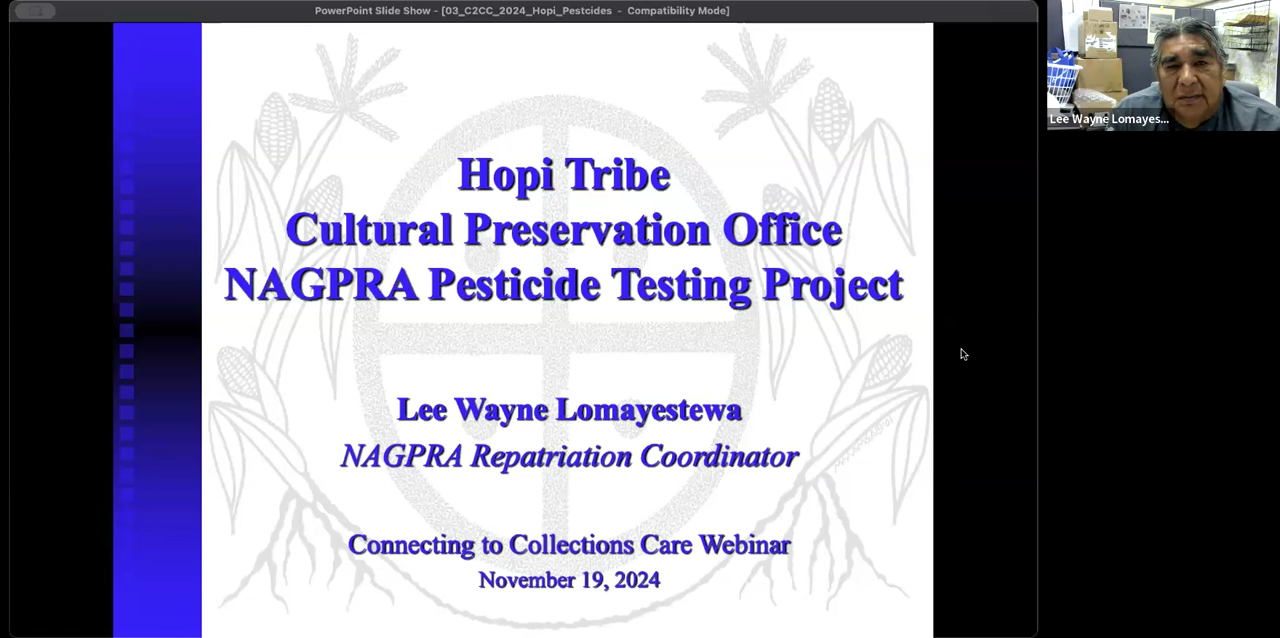 PowerPoint Slide Show - [03_C2CC_2024_Hopi_Pestcides - Compatibility Mode]
Lee Wayne Lomayes...
Hopi Tribe
Cultural Preservation Office
NAGPRA Pesticide Testing Project
Lee Wayne Lomayestewa
NAGPRA Repatriation Coordinator
Connecting to Collections Care Webinar
November 19, 2024